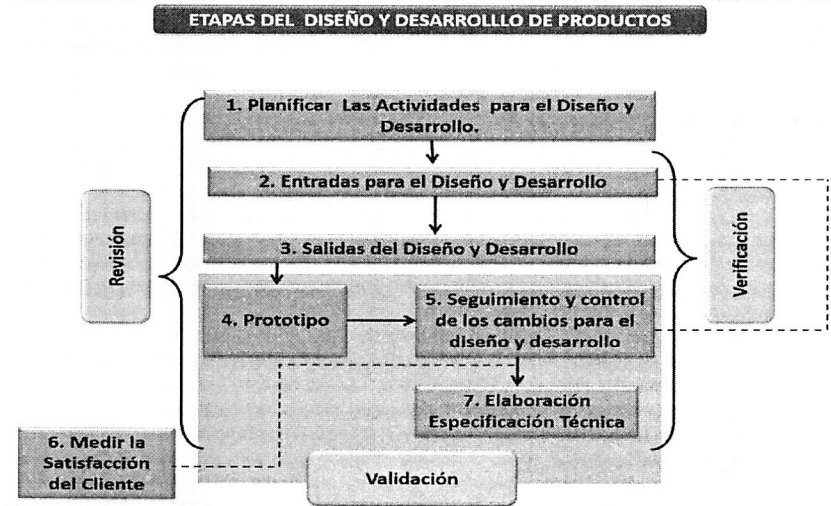 ETAPAS DEL DISEÑO Y DESARROLLLO DE PRODUCTOS
1. Planificar Las Actividades para el Diseño y
Desarrollo.
2. Entradas para el Diseño y Desarrollo
3. Salidas del Diseño y Desarrollo
Revisión
Verificación
4. Prototipo
5. Seguimiento y control
de los cambios para el
diseño y desarrollo
7. Elaboración
Especificación Técnica
6. Medir la
Satisfacción
del Cliente
Validación